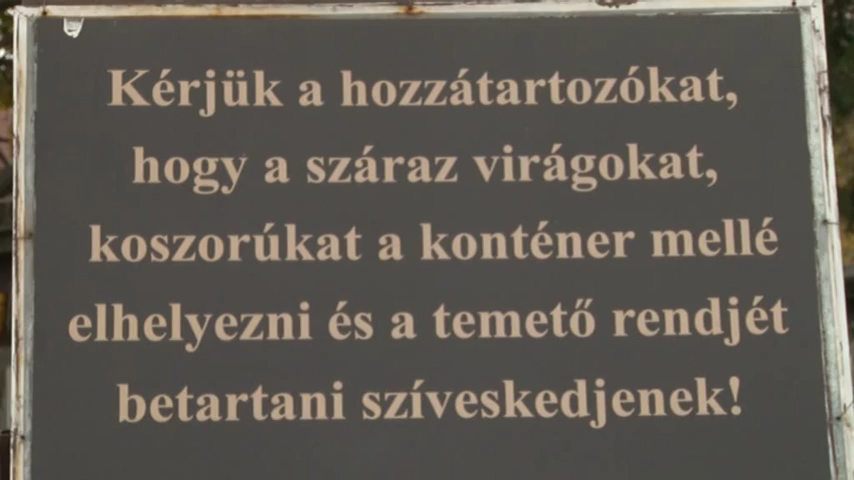 Kérjük a hozzátartozókat,
hogy a száraz virágokat,
koszorúkat a konténer mellé
elhelyezni és a temető rendjét
betartani szíveskedjenek!